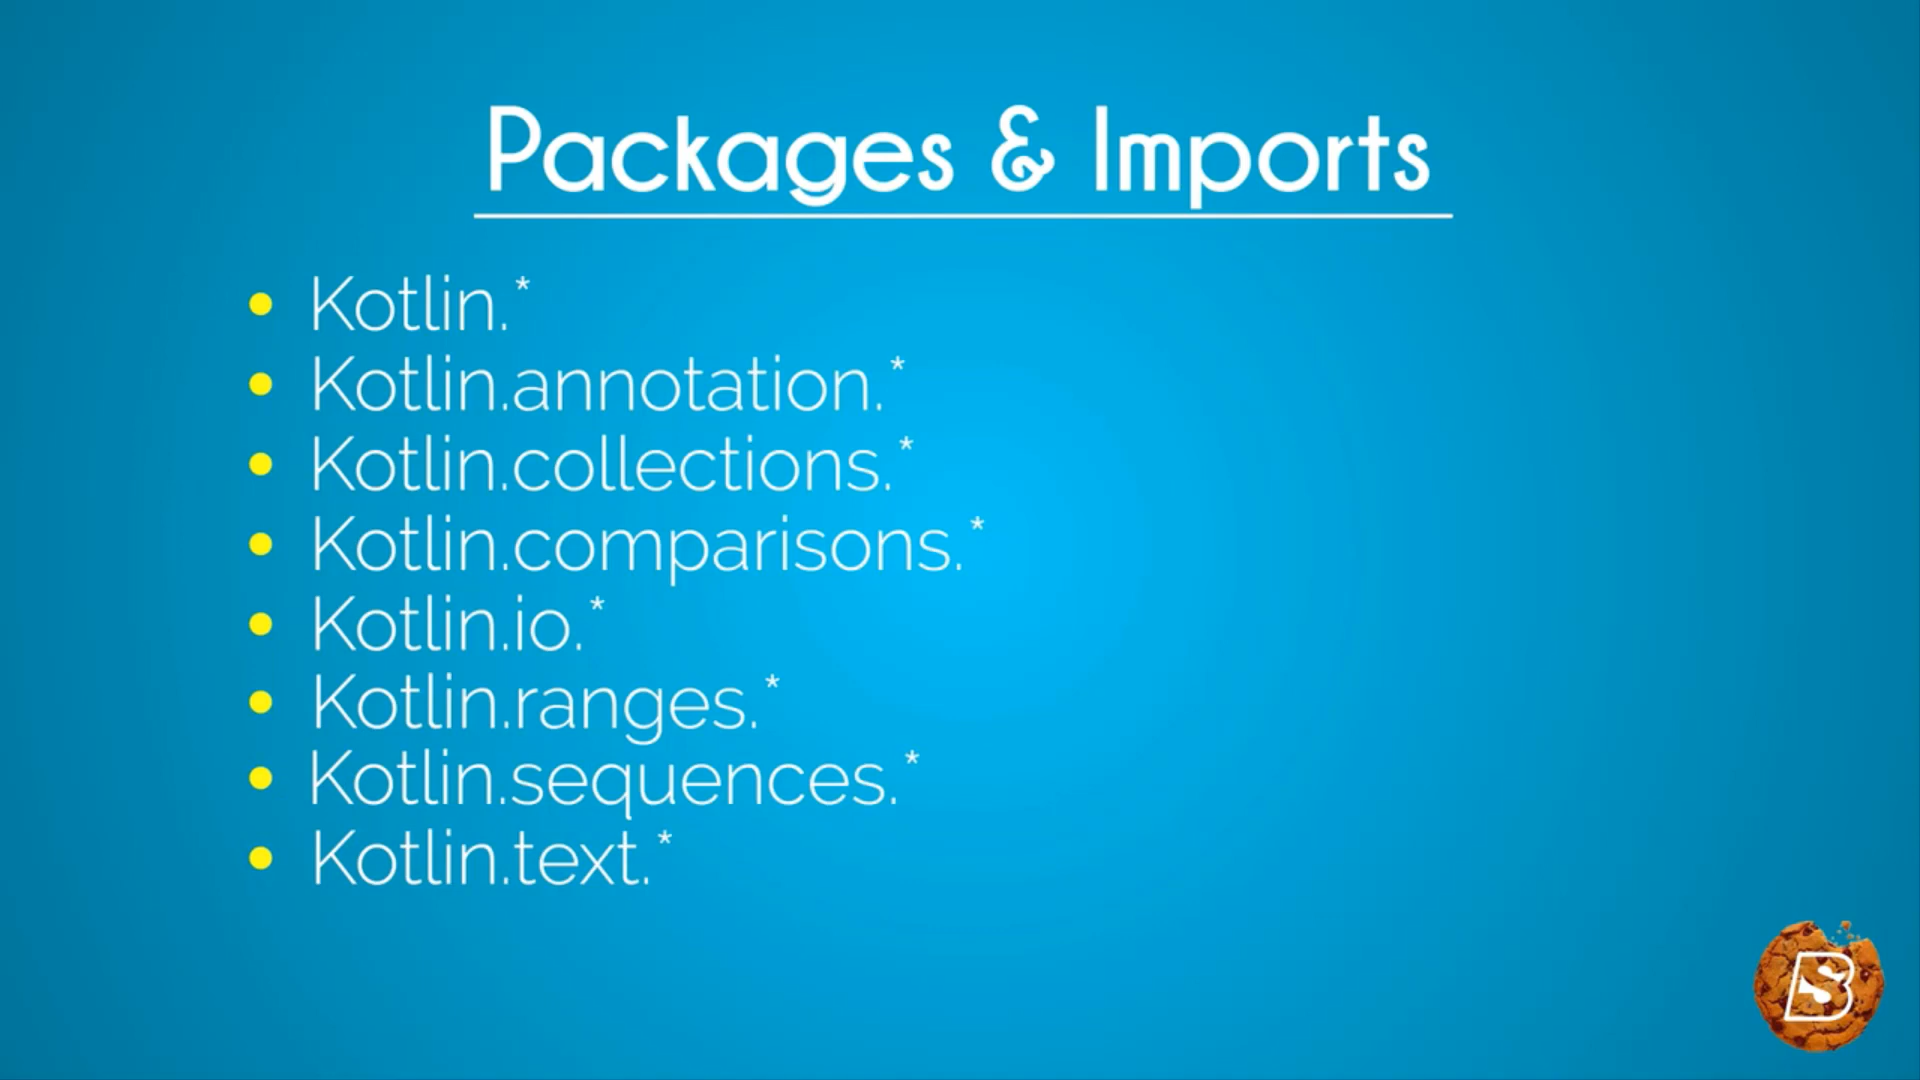 Packages & Imports
Kotlin.*
Kotlin.annotation.*
Kotlin.collections.*
Kotlin.comparisons.*
Kotlin.io.*
Kotlin.ranges.*
Kotlin.sequences.*
Kotlin.text.*